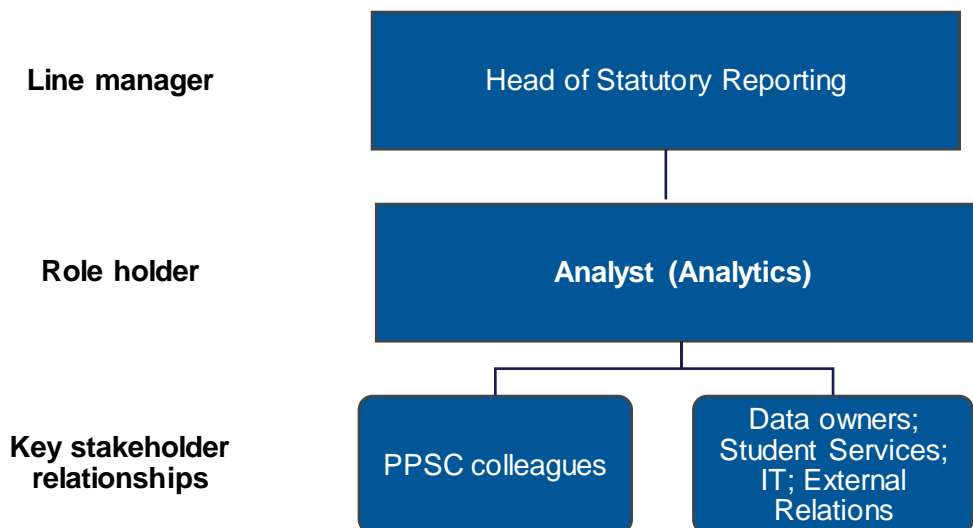 Line manager
Head of Statutory Reporting
Role holder
Analyst (Analytics)
Key stakeholder
relationships
PPSC colleagues
Data owners;
Student Services;
IT; External
Relations